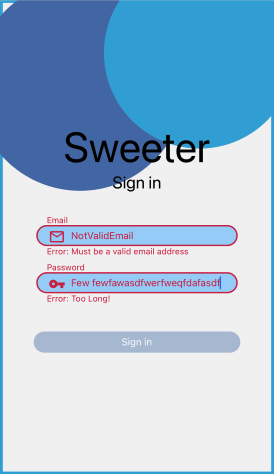 Sweeter
Sign in
Email
NotValidEmail
Error: Must be a valid email address
Password
Few fewfawasdfwerfweqfdafasdf
Error: Too Long!
Sign in